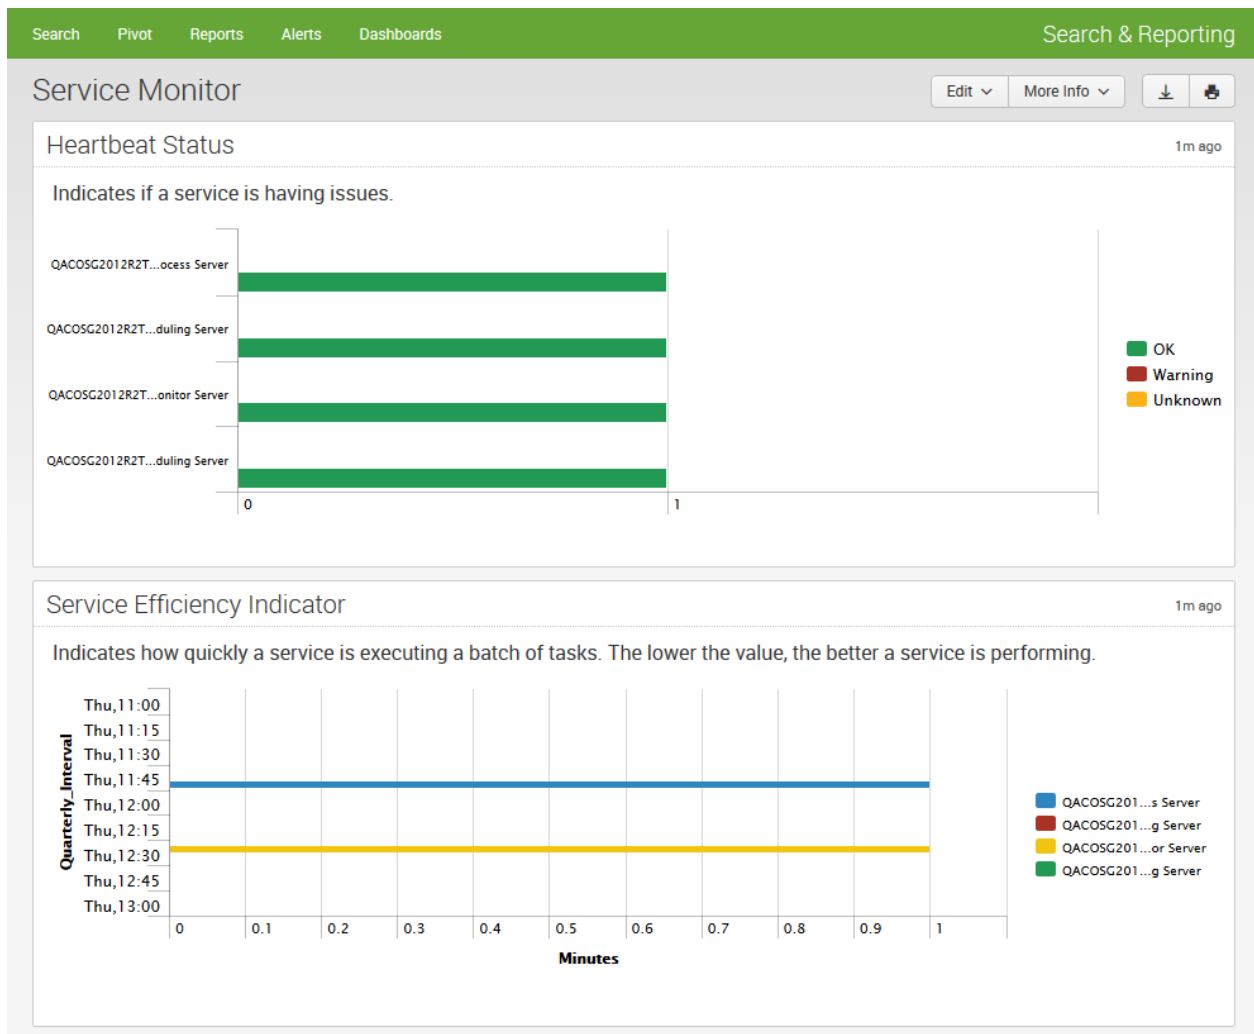 Search Pivot Reports Alerts Dashboards Search & Reporting
Service Monitor Edit More Info
Heartbeat Status 1m ago
Indicates if a service is having issues.
QACOSG2012R2T...ocess Server
QACOSG2012R2T...duling Server
QACOSG2012R2T...onitor Server
QACOSG2012R2T...duling Server
0 1
OK
Warning
Unknown
Service Efficiency Indicator 1m ago
Indicates how quickly a service is executing a batch of tasks. The lower the value, the better a service is performing.
Quarterly_Interval
Thu,11:00
Thu,11:15
Thu,11:30
Thu,11:45
Thu,12:00
Thu,12:15
Thu,12:30
Thu,12:45
Thu,13:00
0 0.1 0.2 0.3 0.4 0.5 0.6 0.7 0.8 0.9 1
Minutes
QACOSG201...s Server
QACOSG201...g Server
QACOSG201...or Server
QACOSG201...g Server